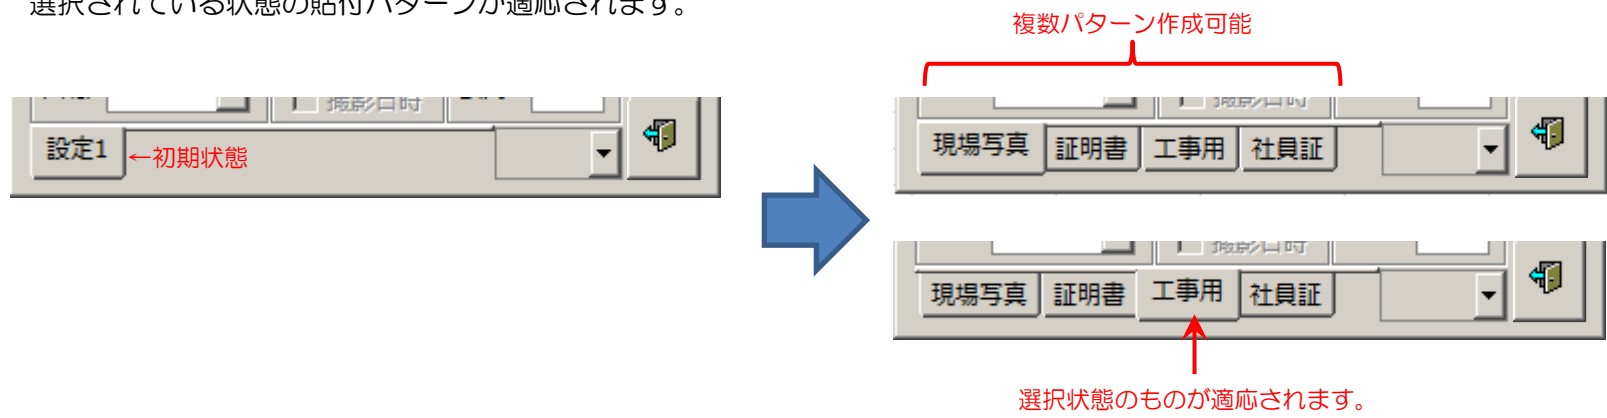 選択されている状態の貼付パターンが適応されます。
複数パターン作成可能
撮影日時
設定1
←初期状態
撮影日時
現場写真 証明書 工事用 社員証
撮影日時
現場写真 証明書 工事用 社員証
選択状態のものが適応されます。